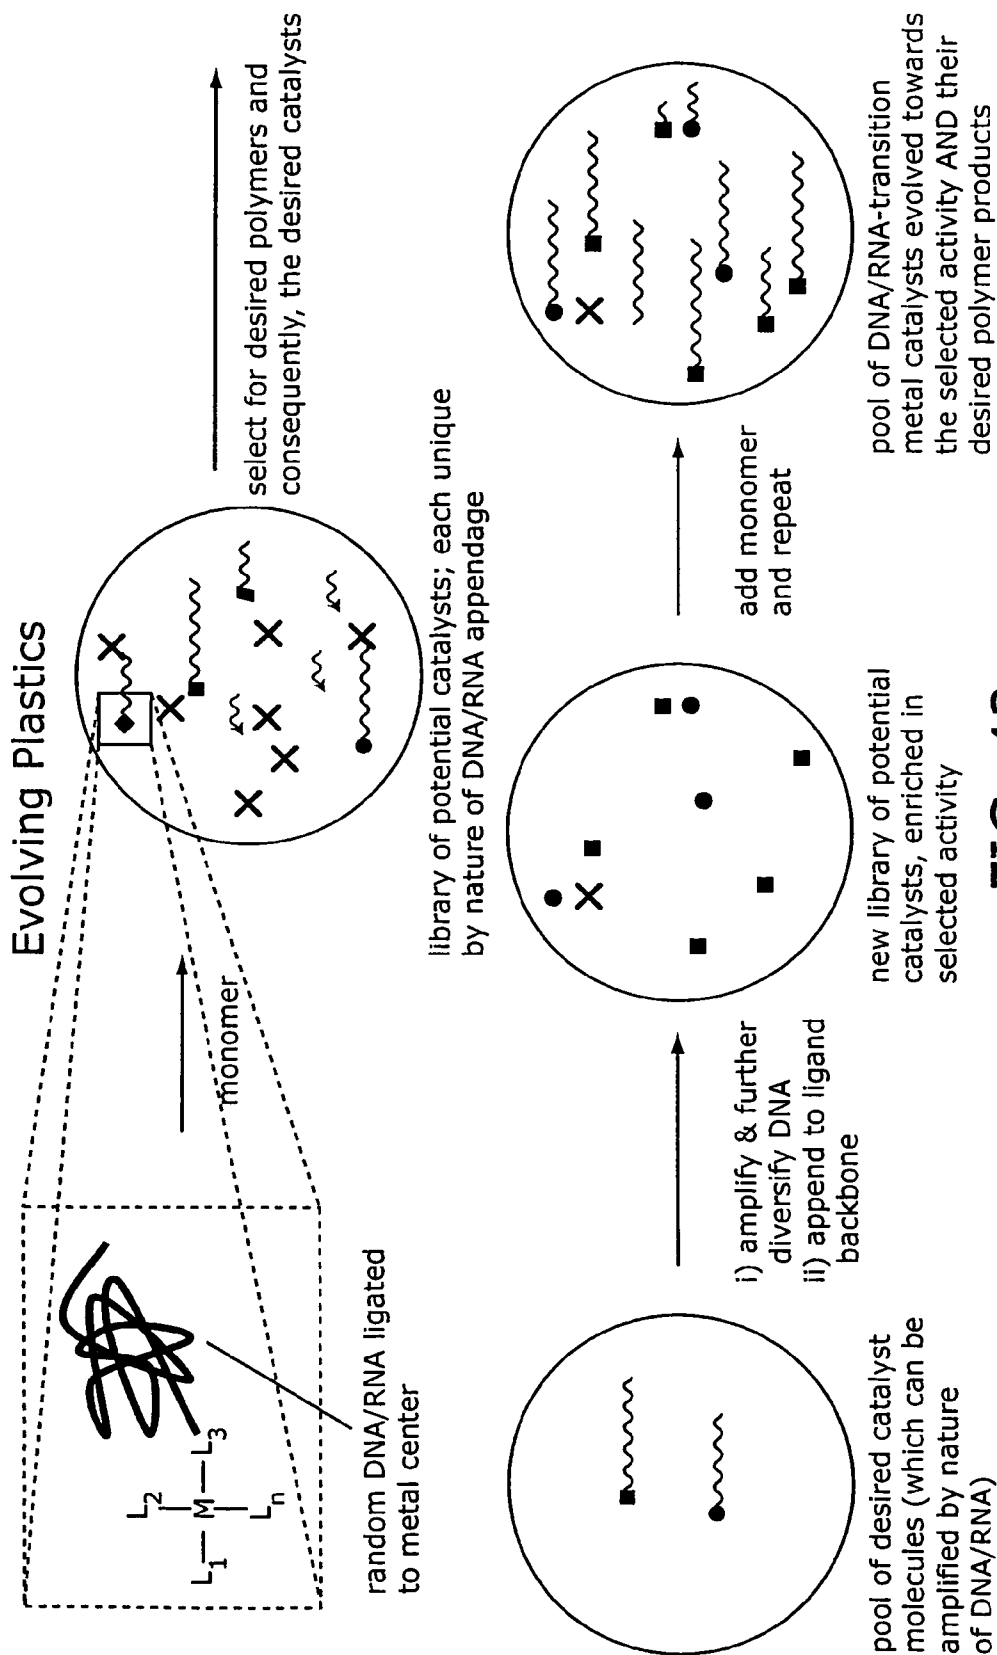 Evolving Plastics
L1
L2
M
L3
Ln
random DNA/RNA ligated
to metal center
monomer
library of potential catalysts; each unique
by nature of DNA/RNA appendage
select for desired polymers and
consequently, the desired catalysts
pool of desired catalyst
molecules (which can be
amplified by nature
of DNA/RNA)
i) amplify & further
diversify DNA
ii) append to ligand
backbone
new library of potential
catalysts, enriched in
selected activity
add monomer
and repeat
pool of DNA/RNA-transition
metal catalysts evolved towards
the selected activity AND their
desired polymer products